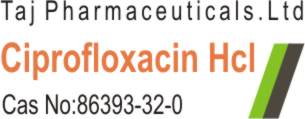 Taj Pharmaceuticals.Ltd
Ciprofloxacin Hcl
Cas No:86393-32-0